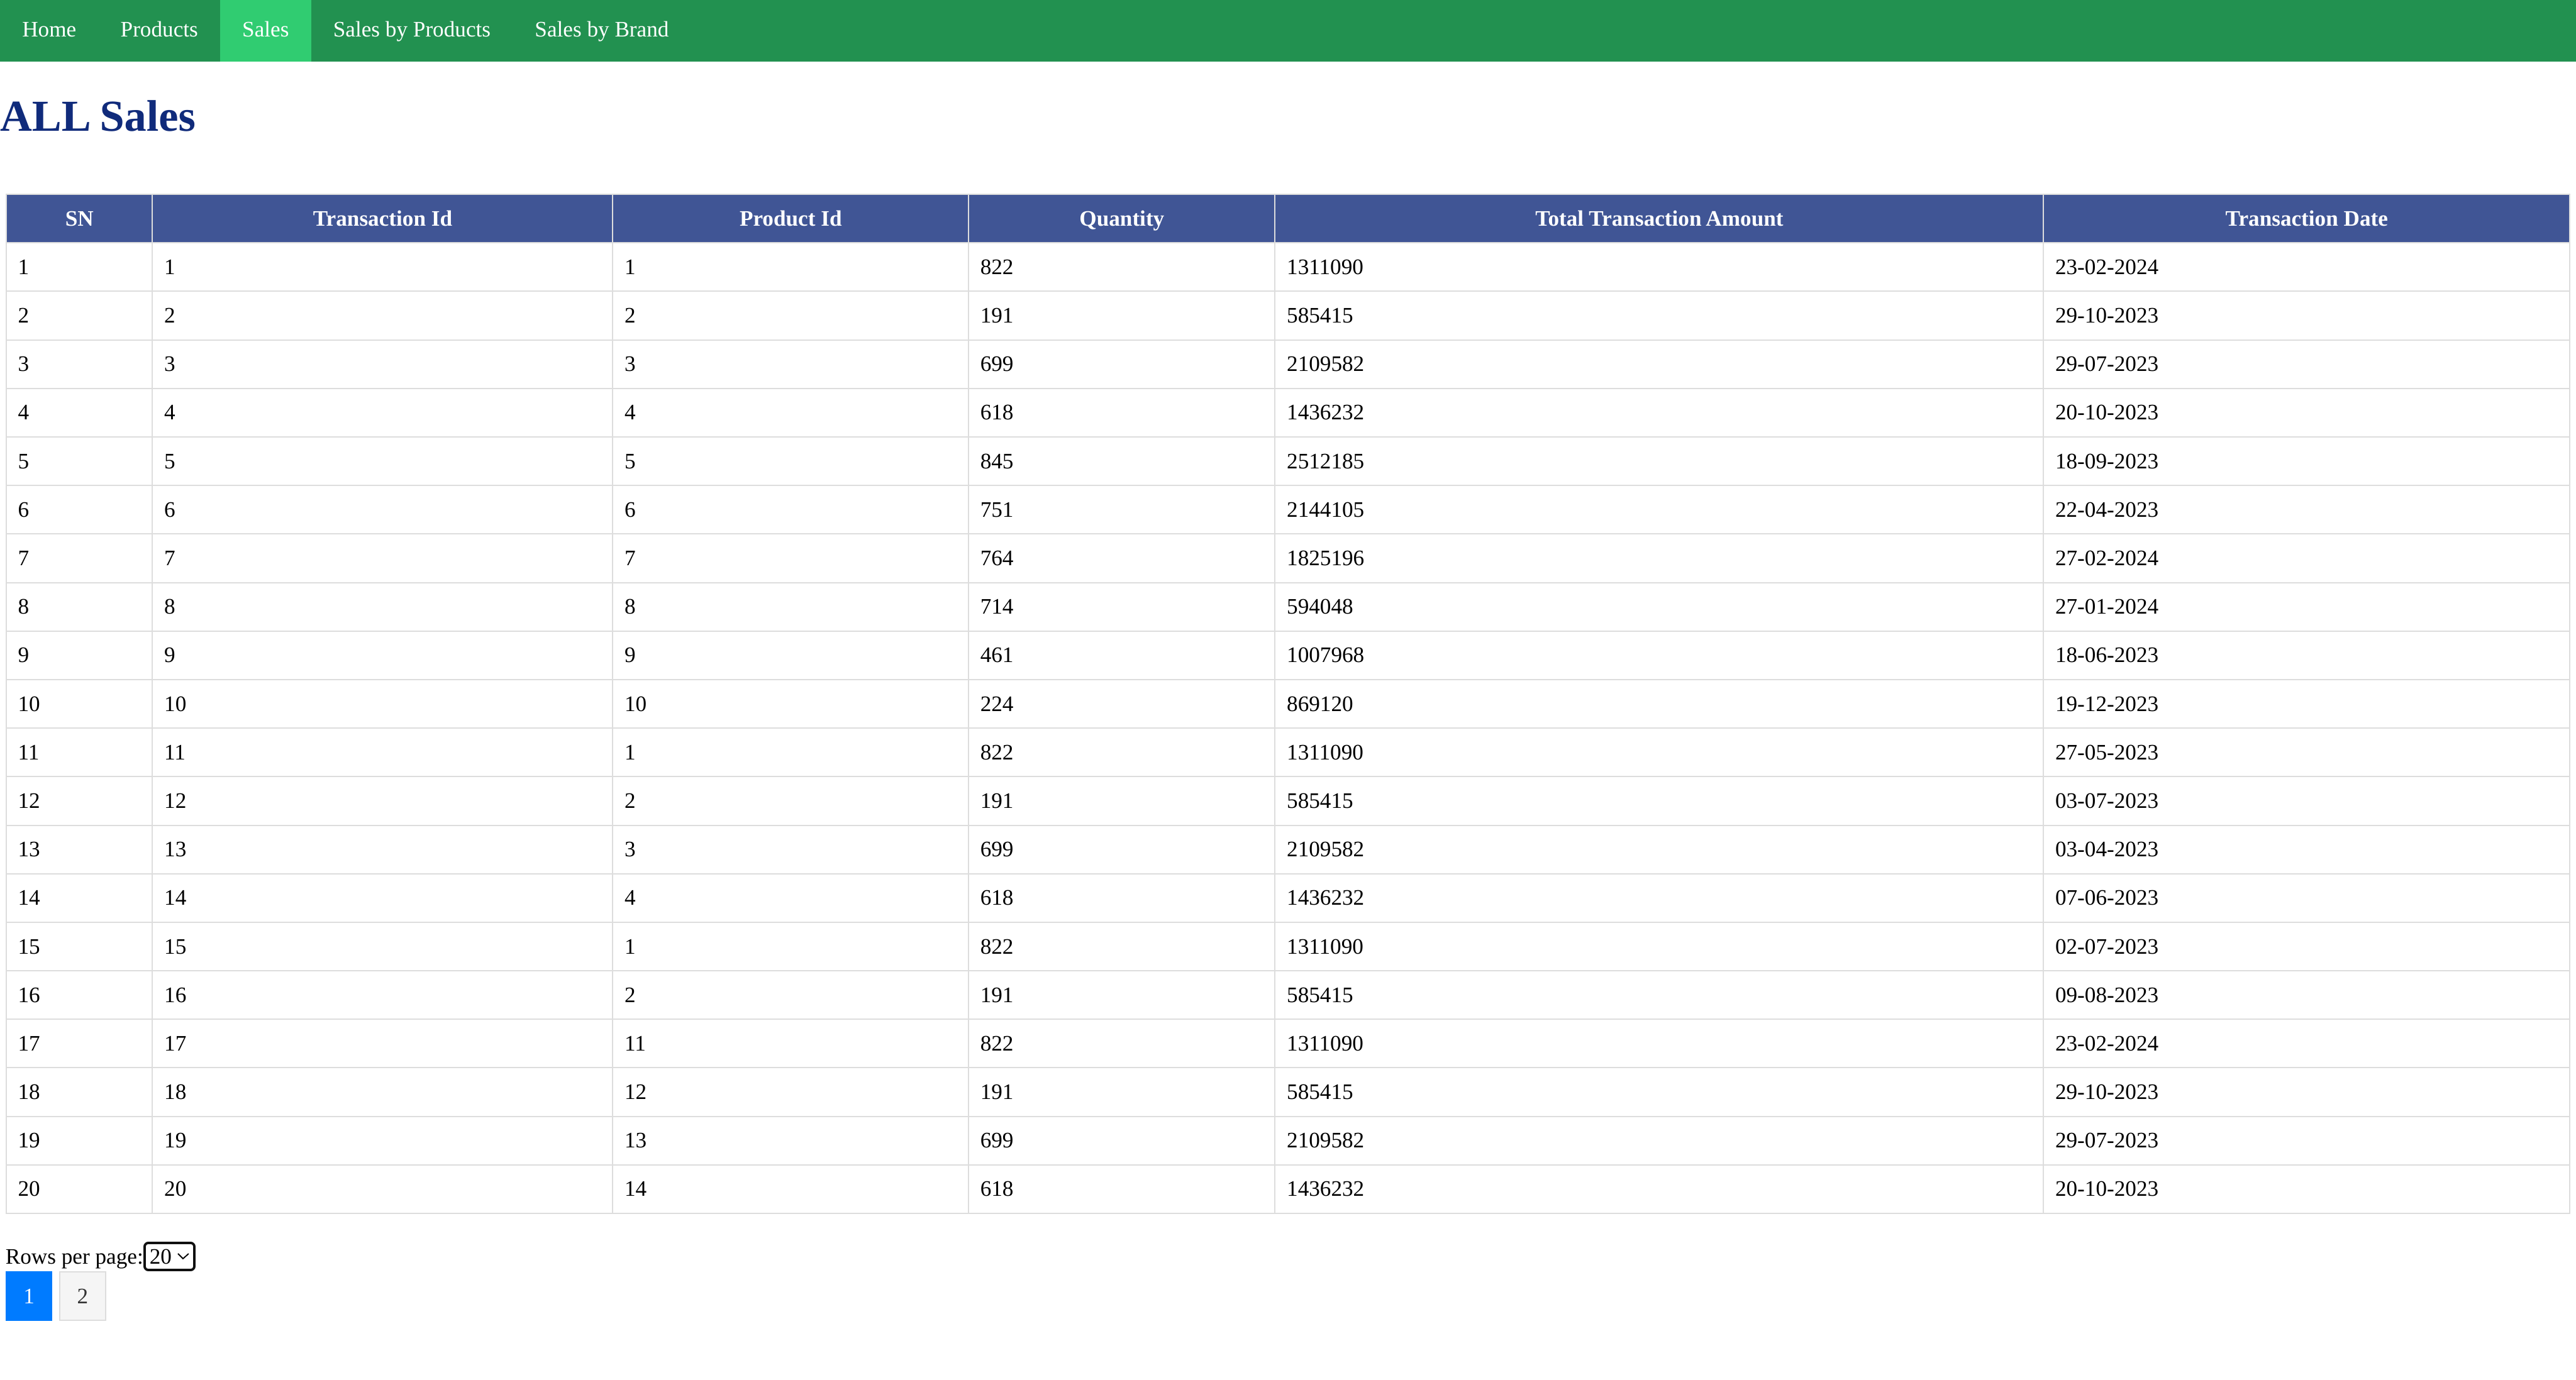 Home Products Sales Sales by Products Sales by Brand
ALL Sales
SN Transaction Id Product Id Quantity Total Transaction Amount Transaction Date
1 1 1 822 1311090 23-02-2024
2 2 2 191 585415 29-10-2023
3 3 3 699 2109582 29-07-2023
4 4 4 618 1436232 20-10-2023
5 5 5 845 2512185 18-09-2023
6 6 6 751 2144105 22-04-2023
7 7 7 764 1825196 27-02-2024
8 8 8 714 594048 27-01-2024
9 9 9 461 1007968 18-06-2023
10 10 10 224 869120 19-12-2023
11 11 1 822 1311090 27-05-2023
12 12 2 191 585415 03-07-2023
13 13 3 699 2109582 03-04-2023
14 14 4 618 1436232 07-06-2023
15 15 1 822 1311090 02-07-2023
16 16 2 191 585415 09-08-2023
17 17 11 822 1311090 23-02-2024
18 18 12 191 585415 29-10-2023
19 19 13 699 2109582 29-07-2023
20 20 14 618 1436232 20-10-2023
Rows per page: 20
1 2